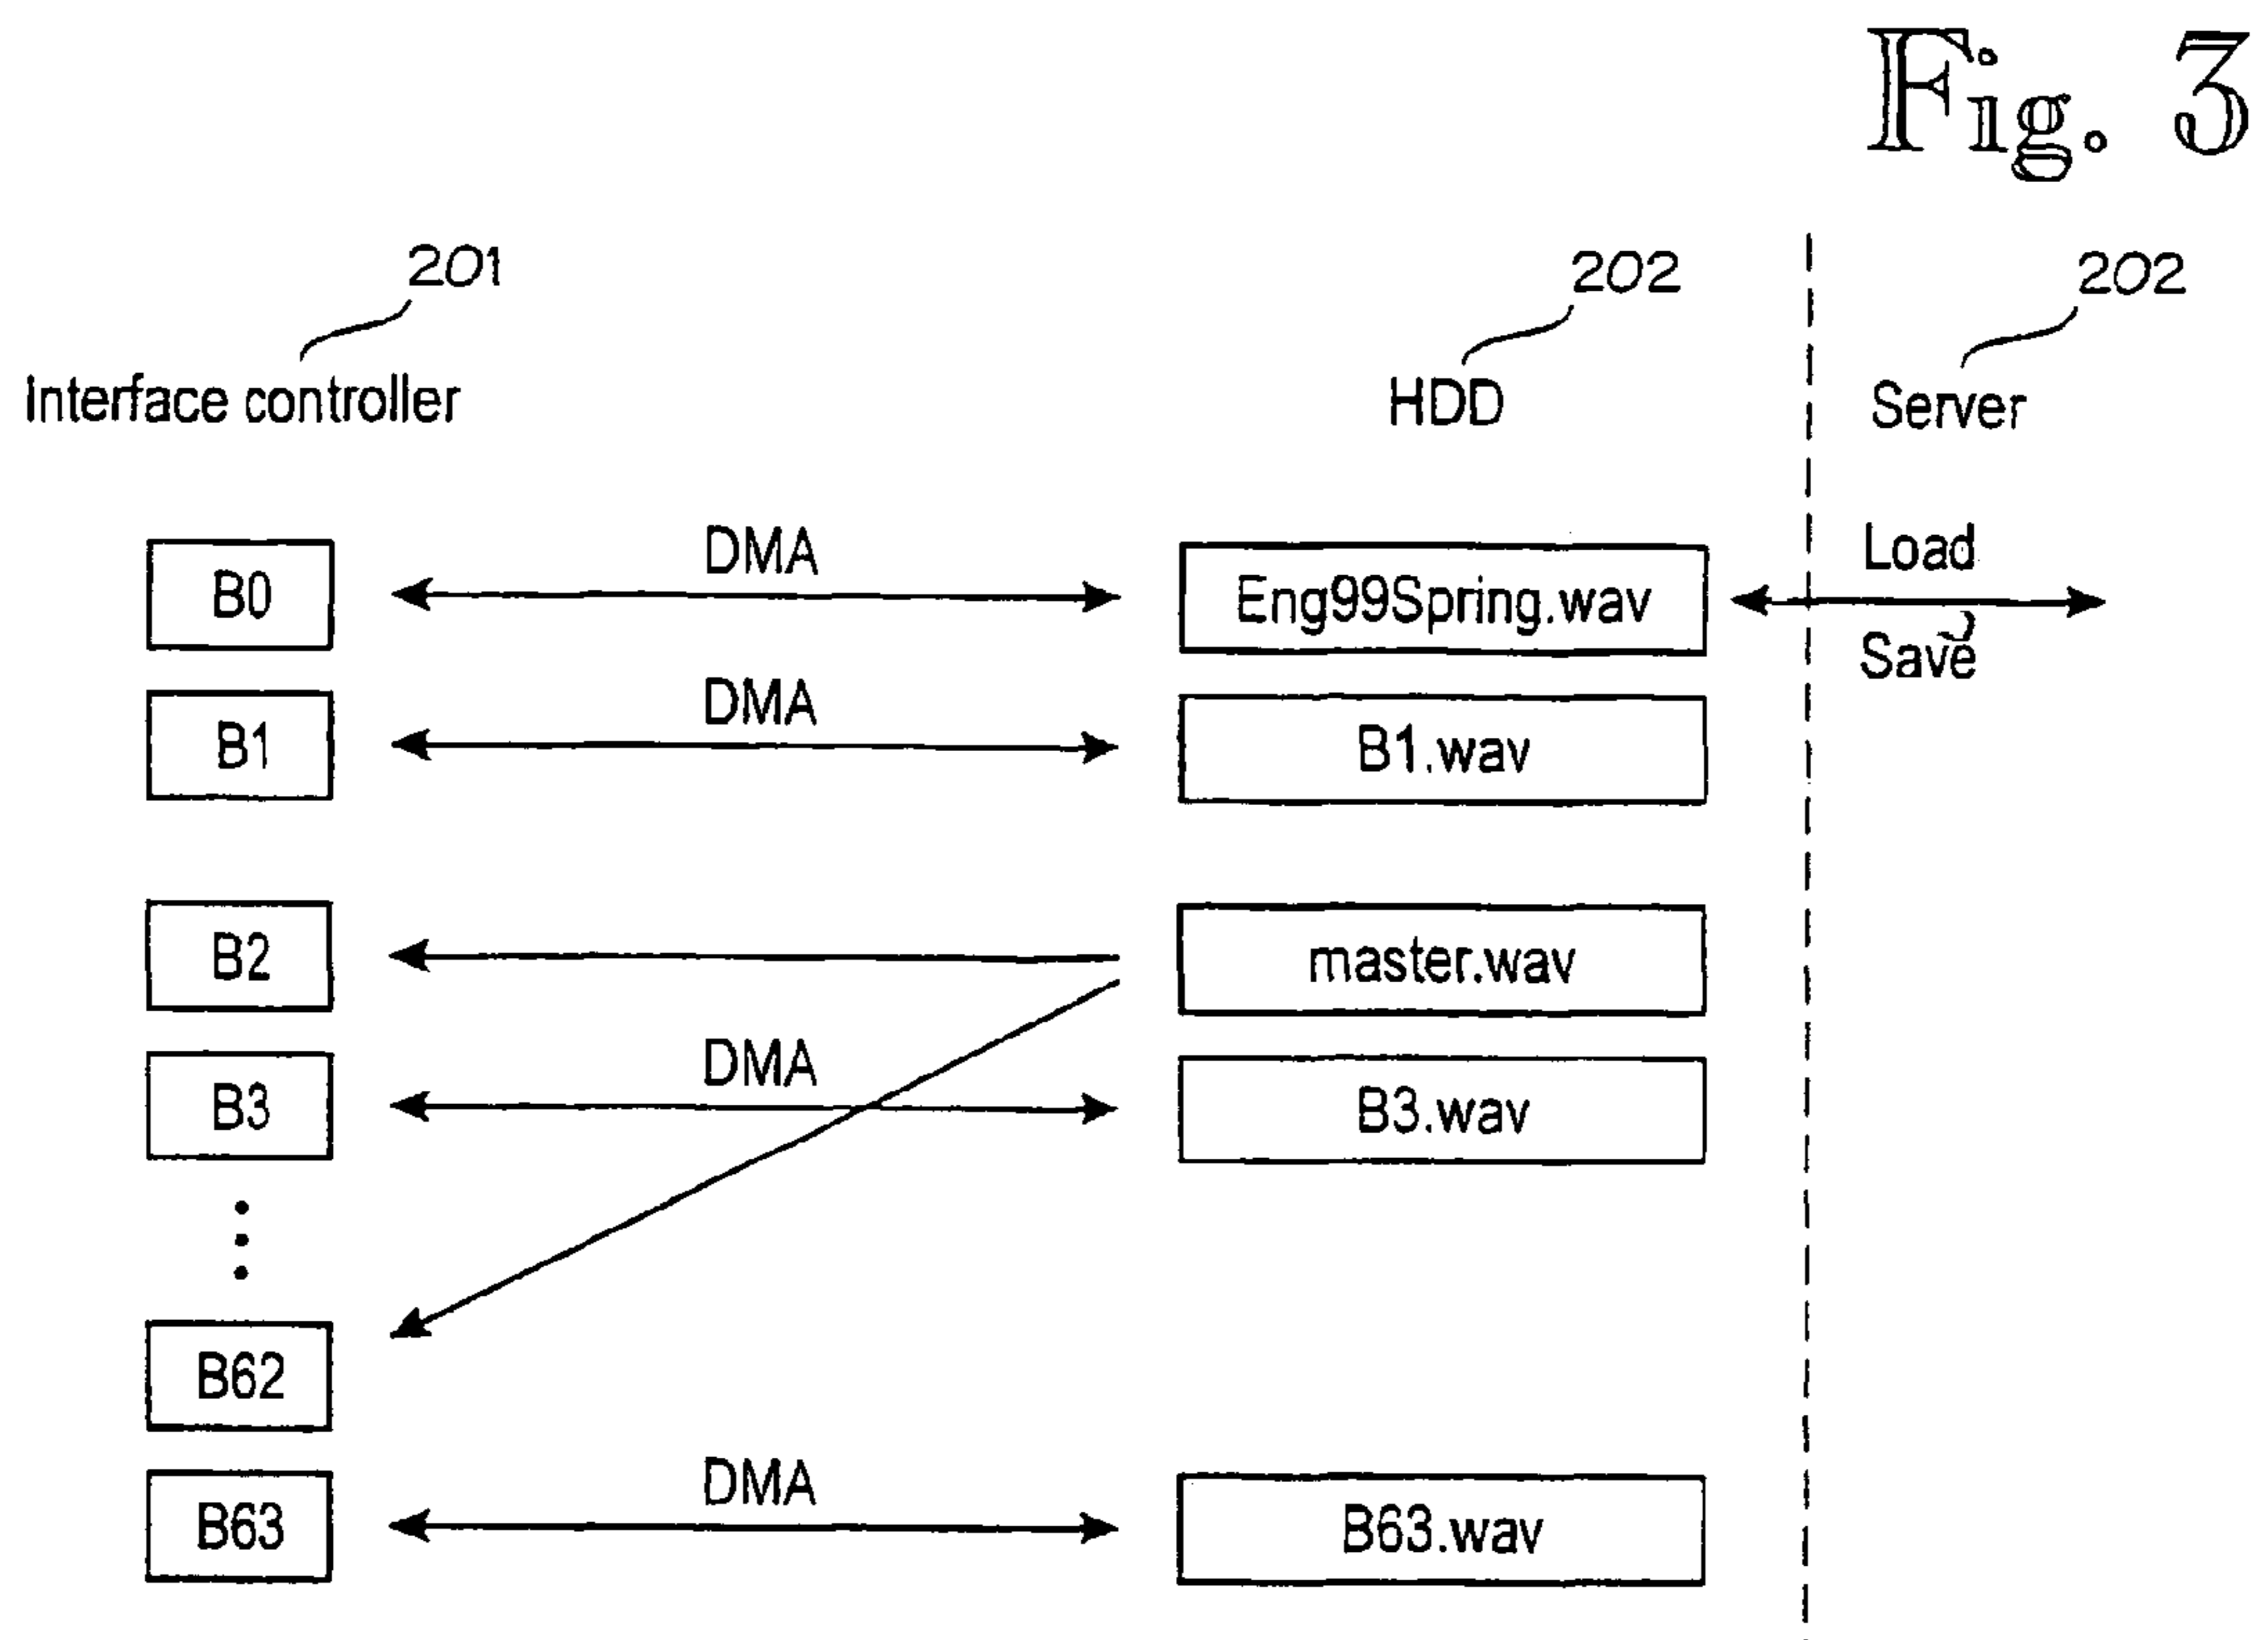 Fig. 3
201
202
202
Interface controller
HDD
Server
DMA
Load
B0
Eng99Spring.wav
Save
DMA
B1
B1.wav
B2
master.wav
DMA
B3
B3.wav
B62
DMA
B63
B63.wav